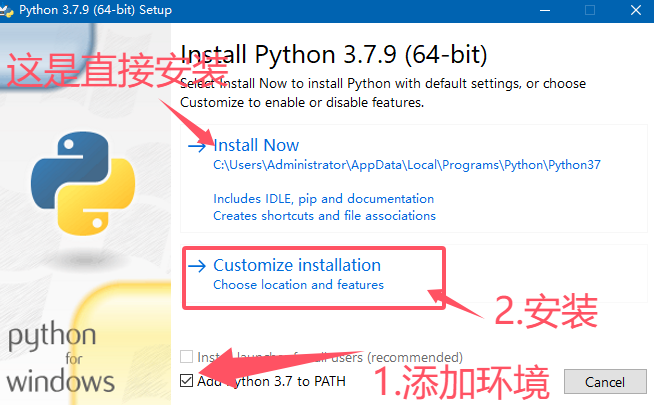 Python 3.7.9 (64-bit) Setup
Install Python 3.7.9 (64-bit)
这是直接安装
Select Install Now to install Python with default settings, or choose
Customize to enable or disable features.
Install Now
C:\Users\Administrator\AppData\Local\Programs\Python\Python37
Includes IDLE, pip and documentation
Creates shortcuts and file associations
Customize installation
Choose location and features
2.安装
python
for
windows
Install launcher for all users (recommended)
Add Python 3.7 to PATH
1.添加环境
Cancel